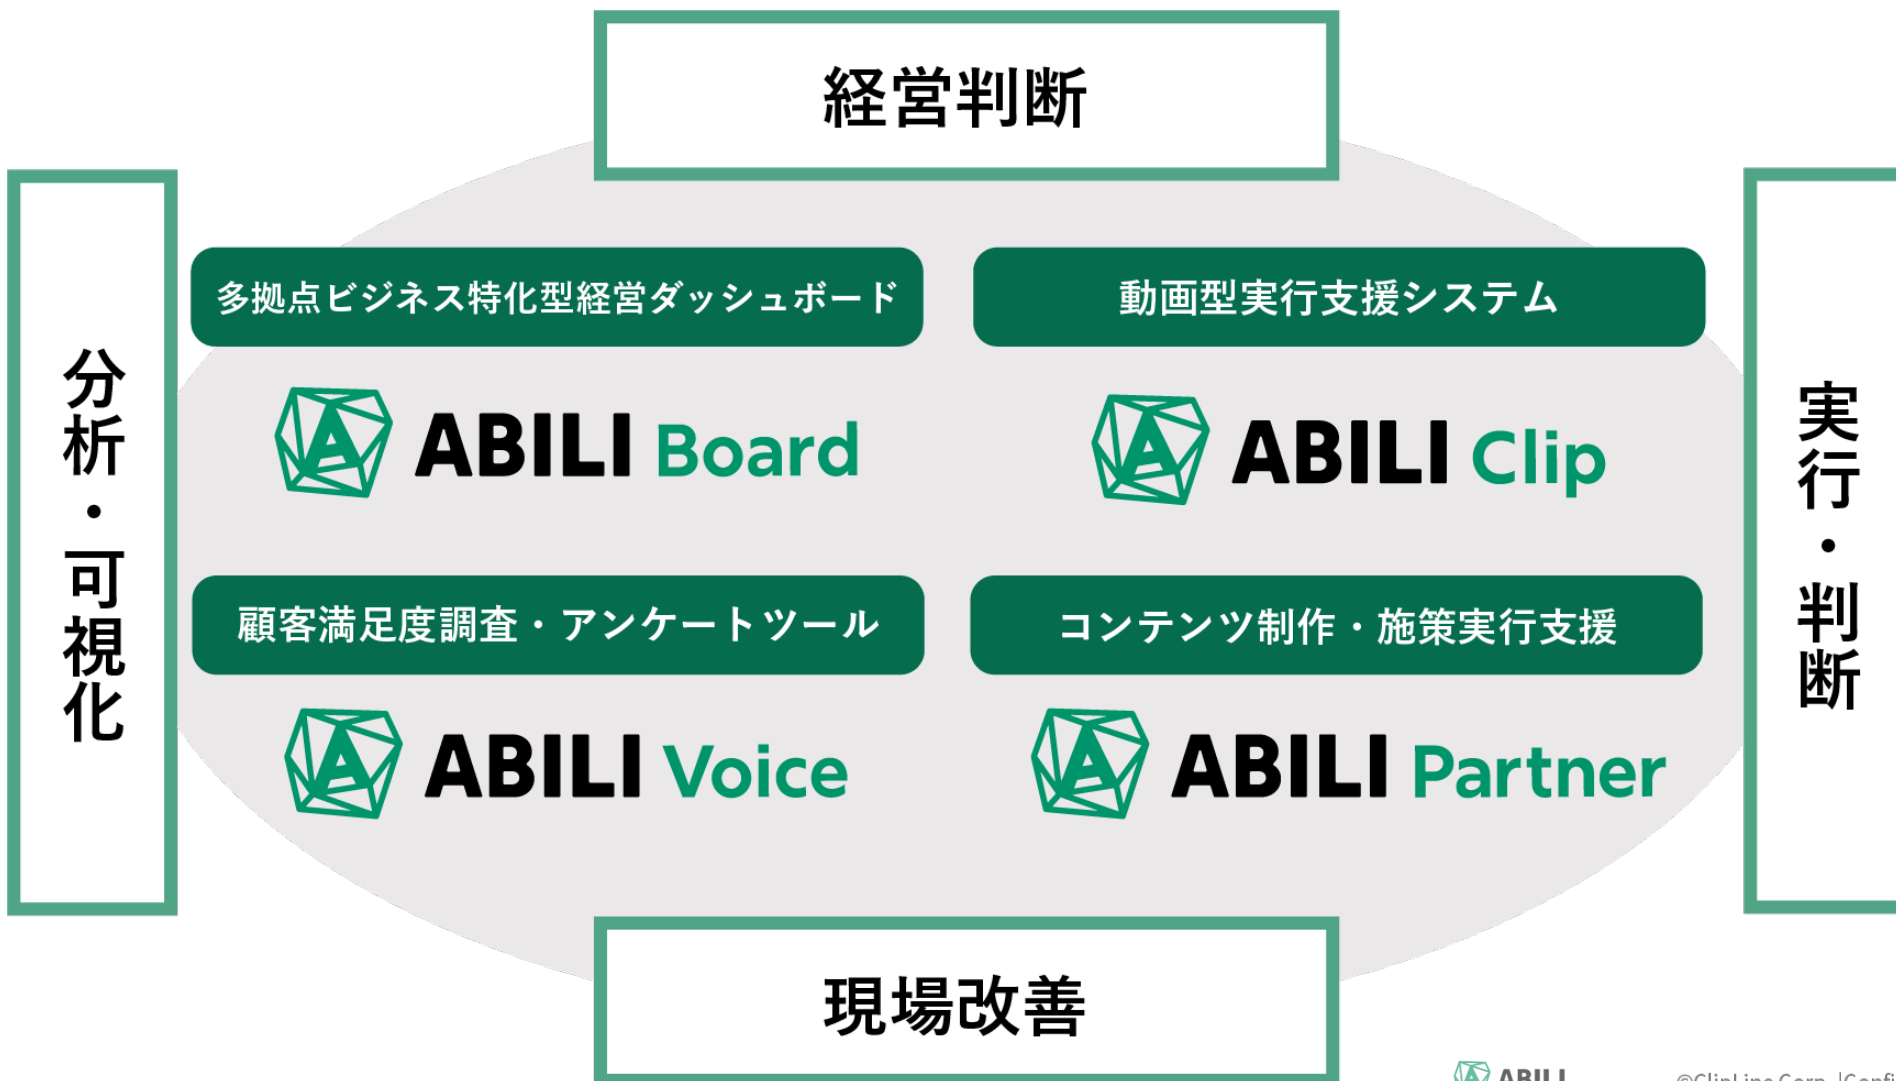 経営判断
分析・可視化
多拠点ビジネス特化型経営ダッシュボード
動画型実行支援システム
ABILI Board
ABILI Clip
実行・判断
顧客満足度調査・アンケートツール
コンテンツ制作・施策実行支援
ABILI Voice
ABILI Partner
現場改善
ABILI
©ClipLine Corp. |Confi